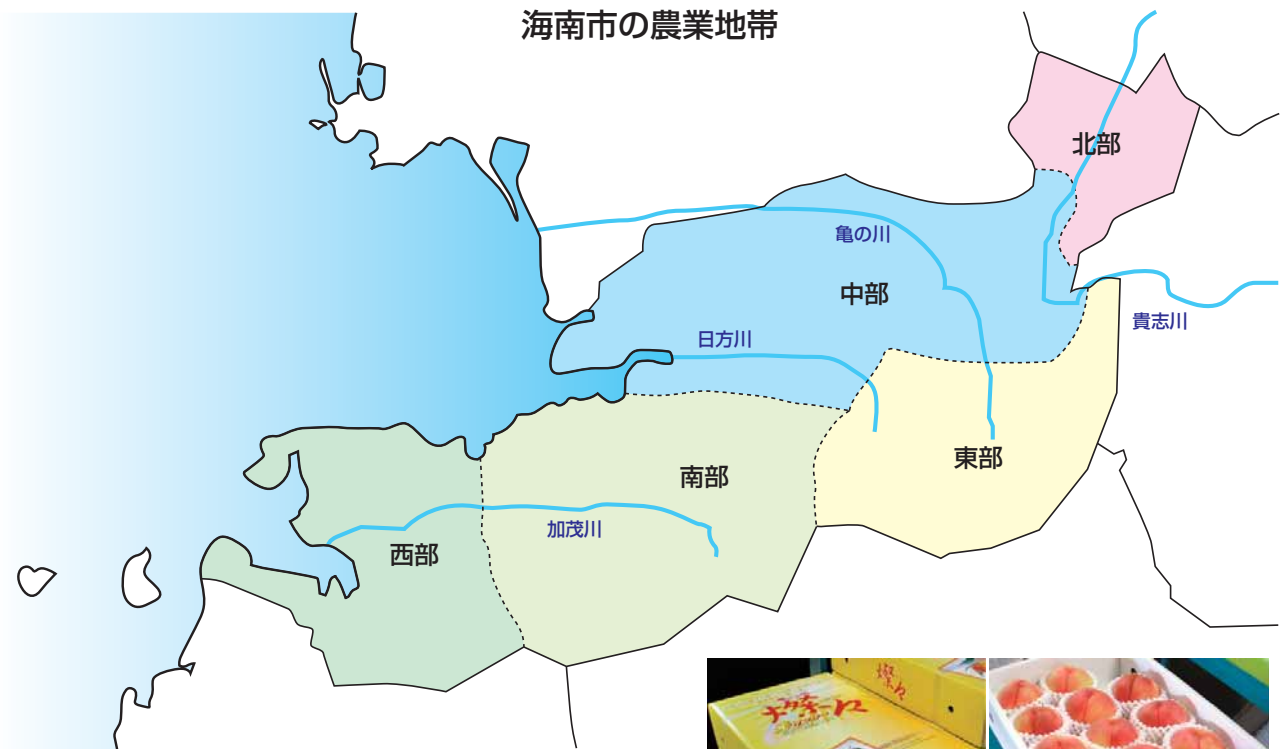 海南市の農業地帯
北部
亀の川
中部
貴志川
日方川
東部
南部
加茂川
西部